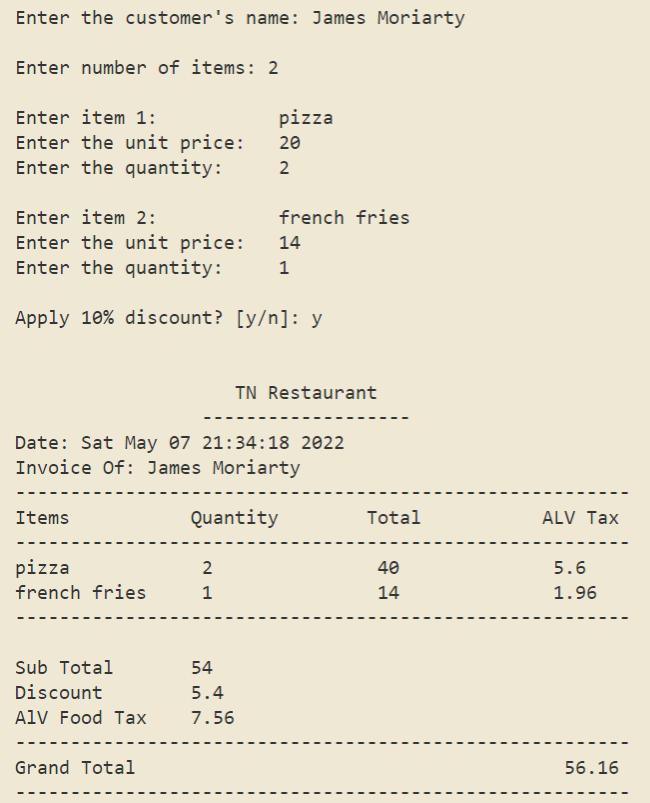 Enter the customer's name: James Moriarty
Enter number of items: 2
Enter item 1: pizza
Enter the unit price: 20
Enter the quantity: 2
Enter item 2: french fries
Enter the unit price: 14
Enter the quantity: 1
Apply 10% discount? [y/n]: y
TN Restaurant
-------------------
Date: Sat May 07 21:34:18 2022
Invoice Of: James Moriarty
--------------------------------------------------------
Items Quantity Total ALV Tax
--------------------------------------------------------
pizza 2 40 5.6
french fries 1 14 1.96
--------------------------------------------------------
Sub Total 54
Discount 5.4
AlV Food Tax 7.56
--------------------------------------------------------
Grand Total 56.16
--------------------------------------------------------